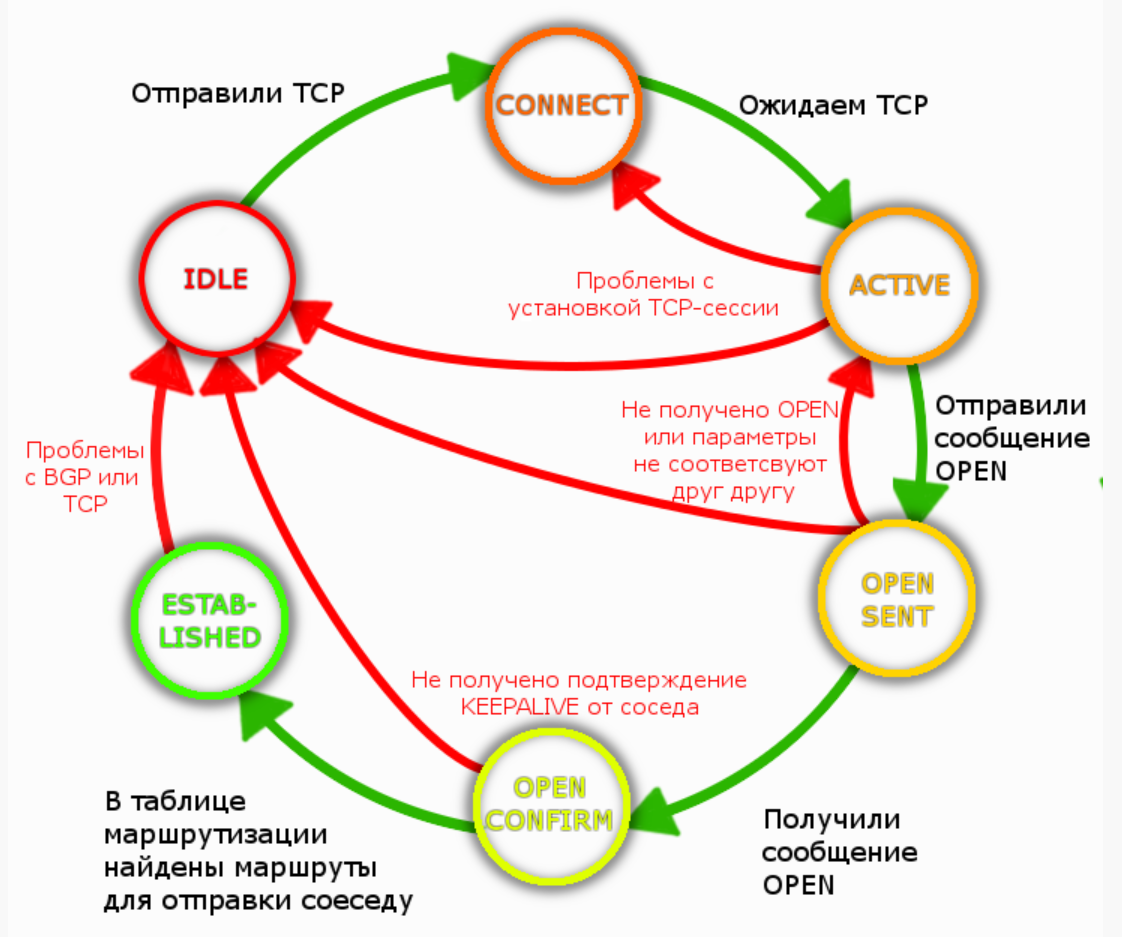 Отправили TCP
CONNECT
Ожидаем TCP
IDLE
ACTIVE
Проблемы с
установкой TCP-сессии
Не получено OPEN
или параметры
не соответсвуют
друг другу
Отправили
сообщение
OPEN
Проблемы
с BGP или
TCP
ESTAB-
LISHED
OPEN
SENT
Не получено подтверждение
KEEPALIVE от соседа
OPEN
CONFIRM
В таблице
маршрутизации
найдены маршруты
для отправки соеседу
Получили
сообщение
OPEN